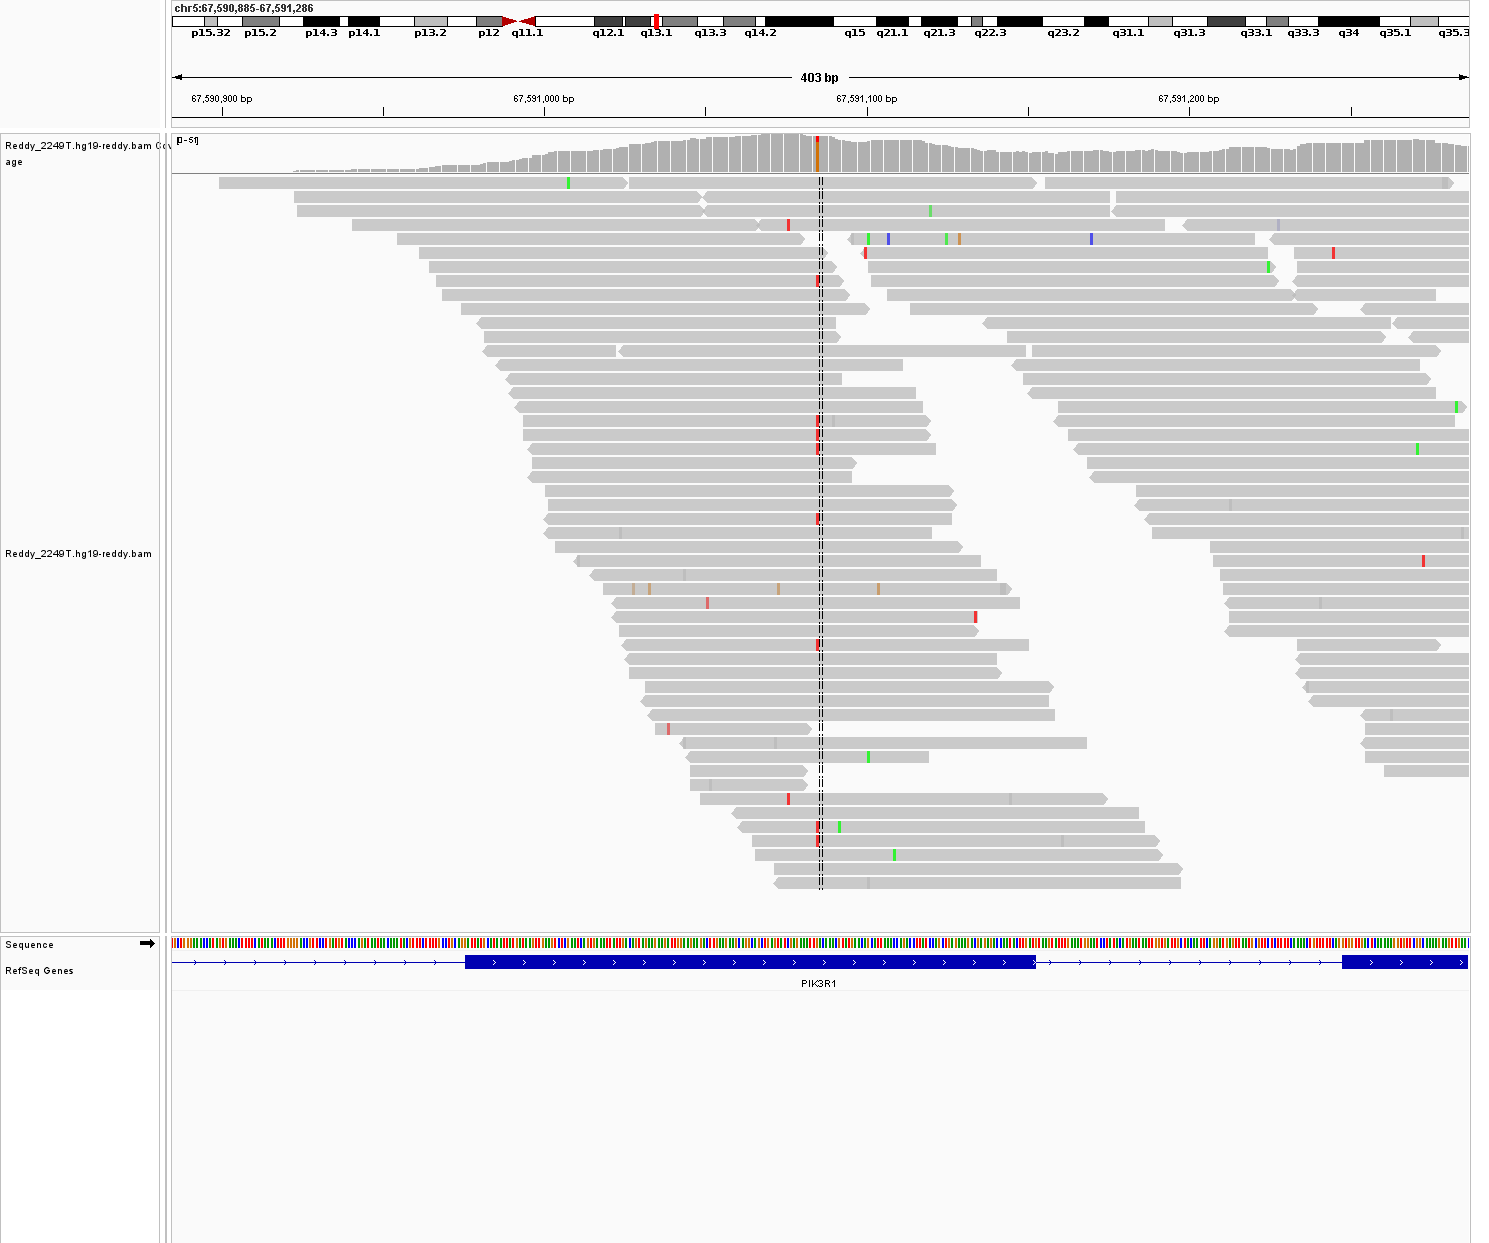 chr5:67,590,885-67,591,286
p15.32 p15.2 p14.3 p14.1 p13.2 p12 q11.1 q12.1 q13.1 q13.3 q14.2 q15 q21.1 q21.3 q22.3 q23.2 q31.1 q31.3 q33.1 q33.3 q34 q35.1 q35.3
403 bp
67,590,900 bp 67,591,000 bp 67,591,100 bp 67,591,200 bp
Reddy_2249T.hg19-reddy.bam Cov
age
[0-51]
Reddy_2249T.hg19-reddy.bam
Sequence
RefSeq Genes
PIK3R1